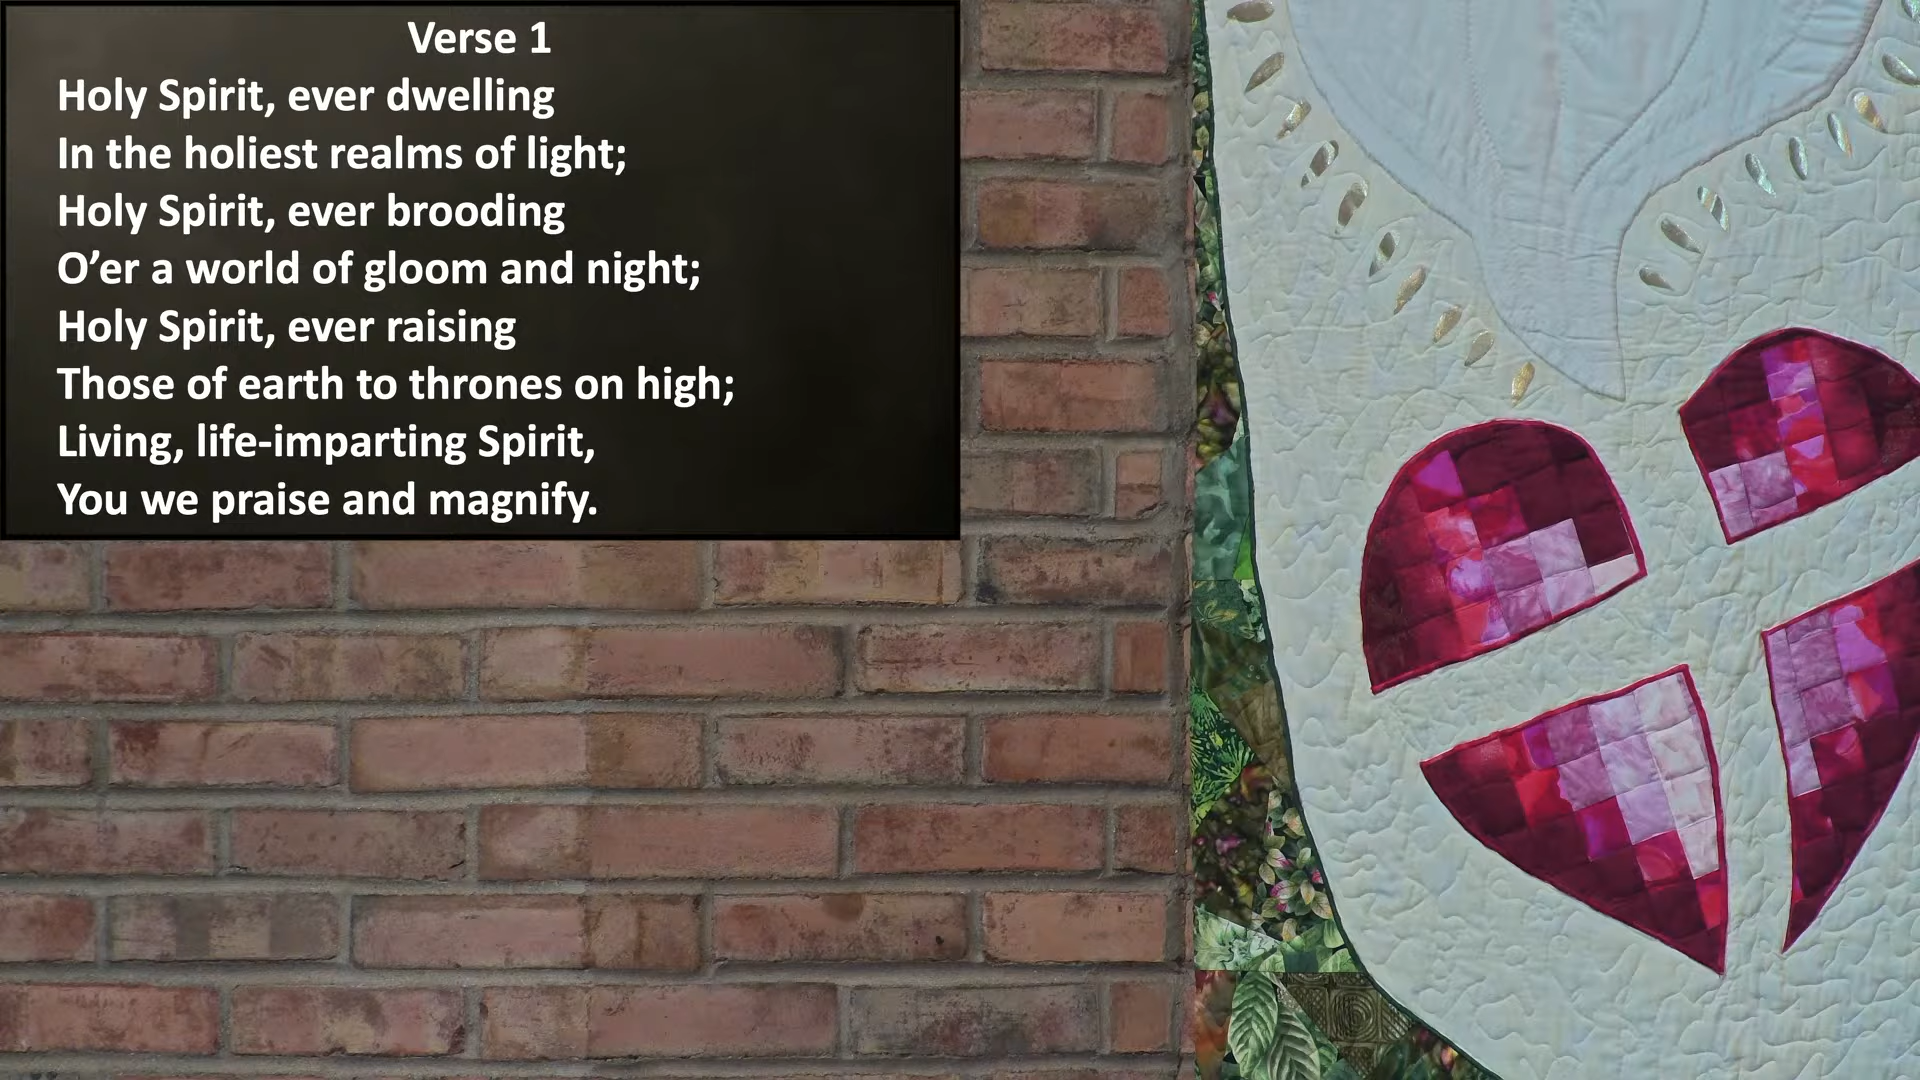 Verse 1
Holy Spirit, ever dwelling
In the holiest realms of light;
Holy Spirit, ever brooding
O’er a world of gloom and night;
Holy Spirit, ever raising
Those of earth to thrones on high;
Living, life-imparting Spirit,
You we praise and magnify.